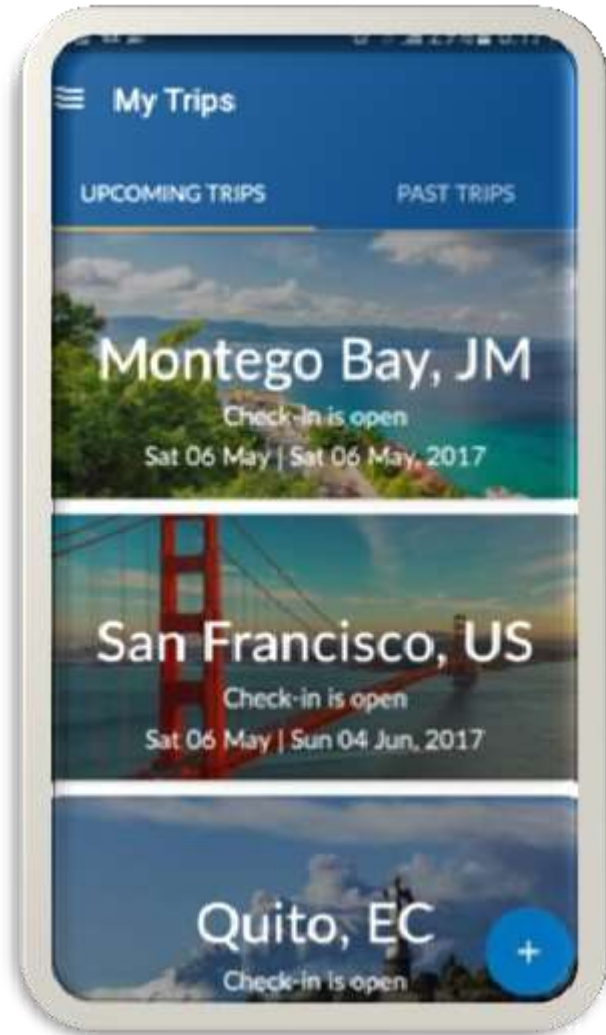 My Trips
UPCOMING TRIPS PAST TRIPS
Montego Bay, JM
Check-in is open
Sat 06 May | Sat 06 May, 2017
San Francisco, US
Check-in is open
Sat 06 May | Sun 04 Jun, 2017
Quito, EC
Check-in is open
+